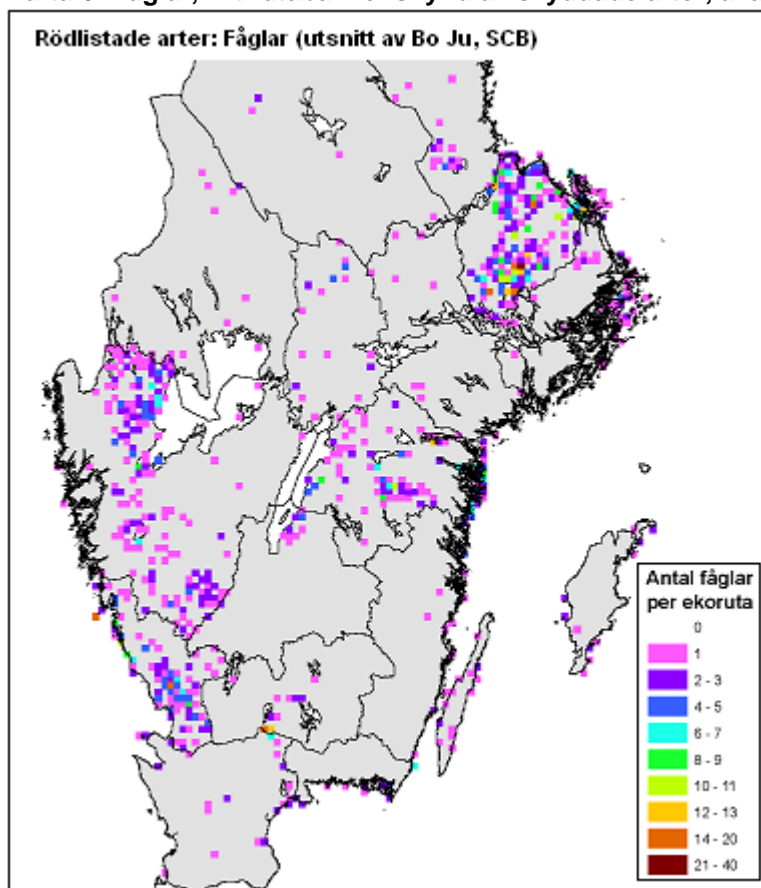 Rödlistade arter: Fåglar (utsnitt av Bo Ju, SCB)
Antal fåglar
per ekoruta
0
1
2 - 3
4 - 5
6 - 7
8 - 9
10 - 11
12 - 13
14 - 20
21 - 40